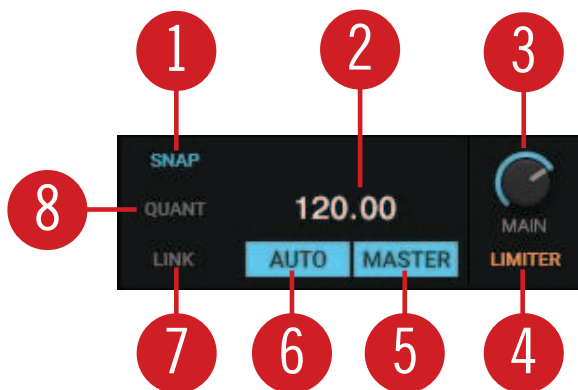 1 2 3
SNAP
8 QUANT 120.00 MAIN
LINK AUTO MASTER LIMITER
7 6 5 4